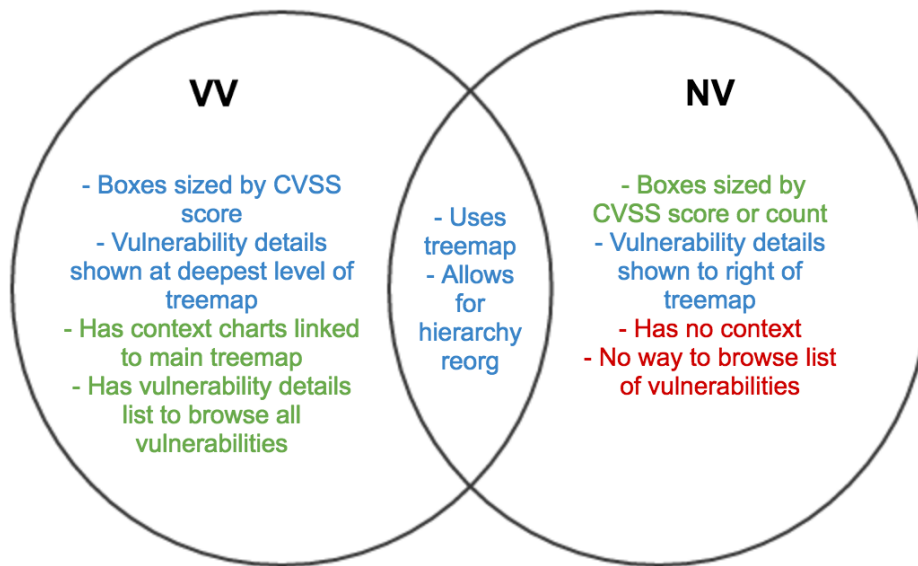 VV
- Boxes sized by CVSS
score
- Vulnerability details
shown at deepest level of
treemap
- Has context charts linked
to main treemap
- Has vulnerability details
list to browse all
vulnerabilities
- Uses
treemap
- Allows
for
hierarchy
reorg
NV
- Boxes sized by
CVSS score or count
- Vulnerability details
shown to right of
treemap
- Has no context
- No way to browse list
of vulnerabilities